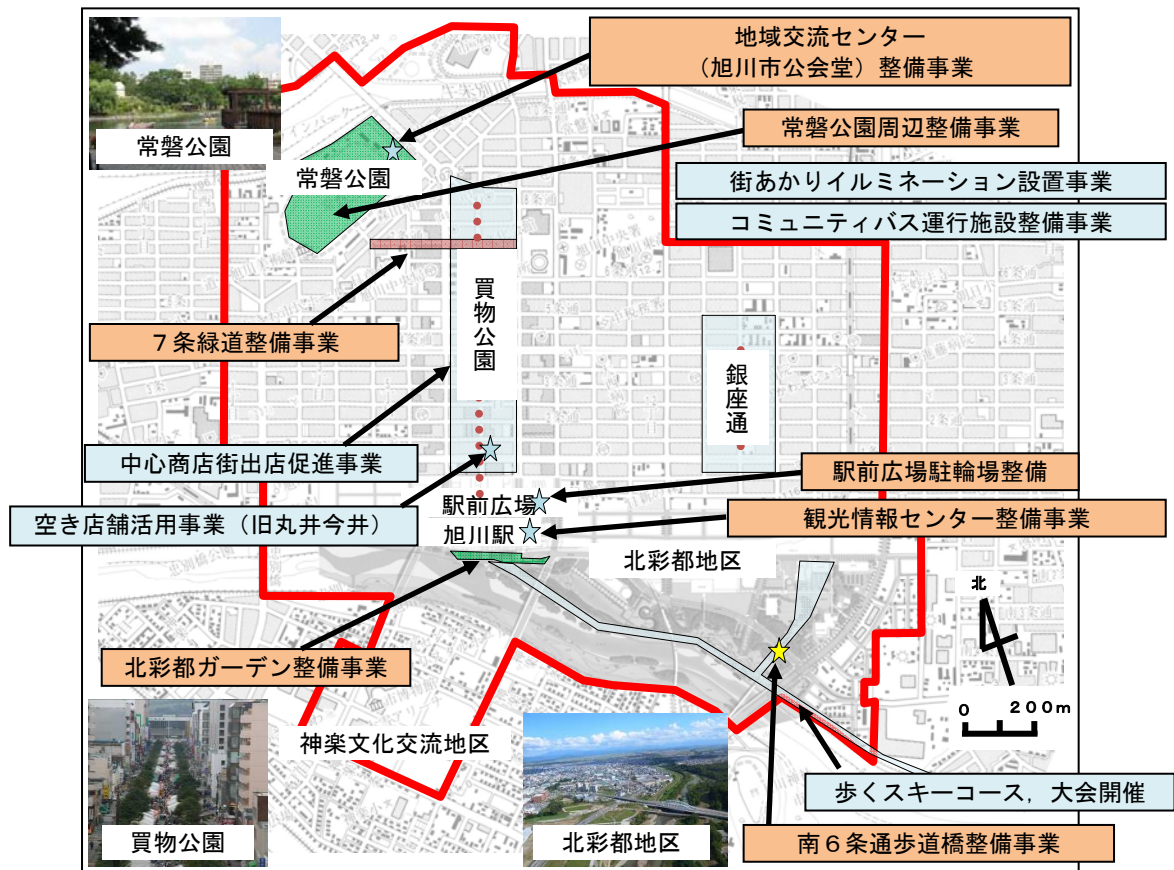 地域交流センター
（旭川市公会堂）整備事業
常磐公園
常磐公園
常磐公園周辺整備事業
街あかりイルミネーション設置事業
コミュニティバス運行施設整備事業
買物公園
７条緑道整備事業
銀座通
中心商店街出店促進事業
駅前広場駐輪場整備
空き店舗活用事業（旧丸井今井）
駅前広場
旭川駅
観光情報センター整備事業
北彩都地区
北
北彩都ガーデン整備事業
0 200m
神楽文化交流地区
歩くスキーコース，大会開催
買物公園
北彩都地区
南６条通歩道橋整備事業